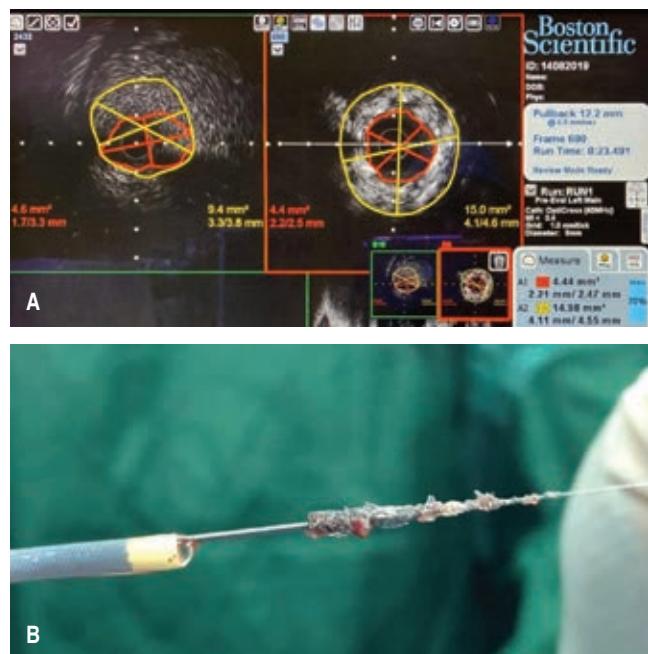 Boston
Scientific
ID: 14082019
Name:
DOB:
Phys:
Pullback 12.2 mm
Frame 690
Run Time: 0:23.491
Review Mode Ready
Run: RUN1
Pre-Eval Left Main
4.6 mm²
1.7/3.3 mm
9.4 mm²
3.3/3.8 mm
4.4 mm²
2.2/2.5 mm
15.0 mm²
4.1/4.6 mm
Measure
A1 4.44 mm²
2.21 mm/ 2.47 mm
A2 14.98 mm²
4.11 mm/ 4.55 mm
70%
A
B